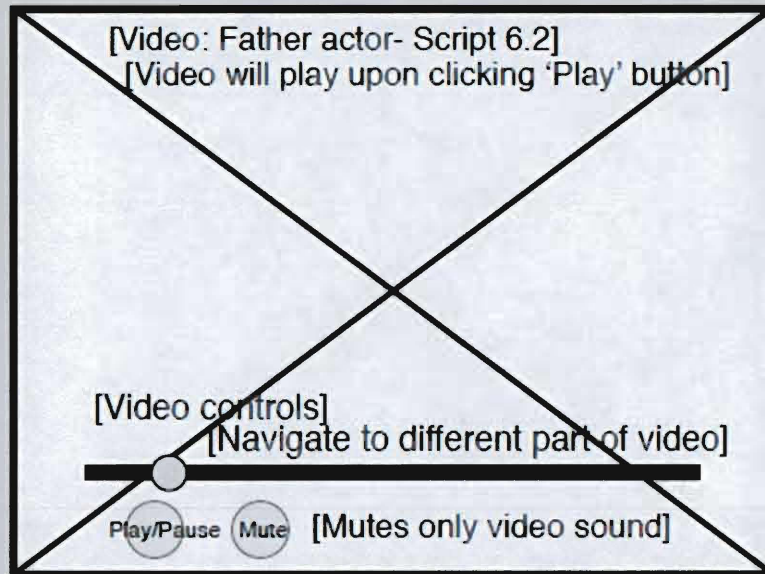 [Video: Father actor- Script 6.2]
[Video will play upon clicking ‘Play’ button]
[Video controls]
[Navigate to different part of video]
Play/Pause Mute [Mutes only video sound]